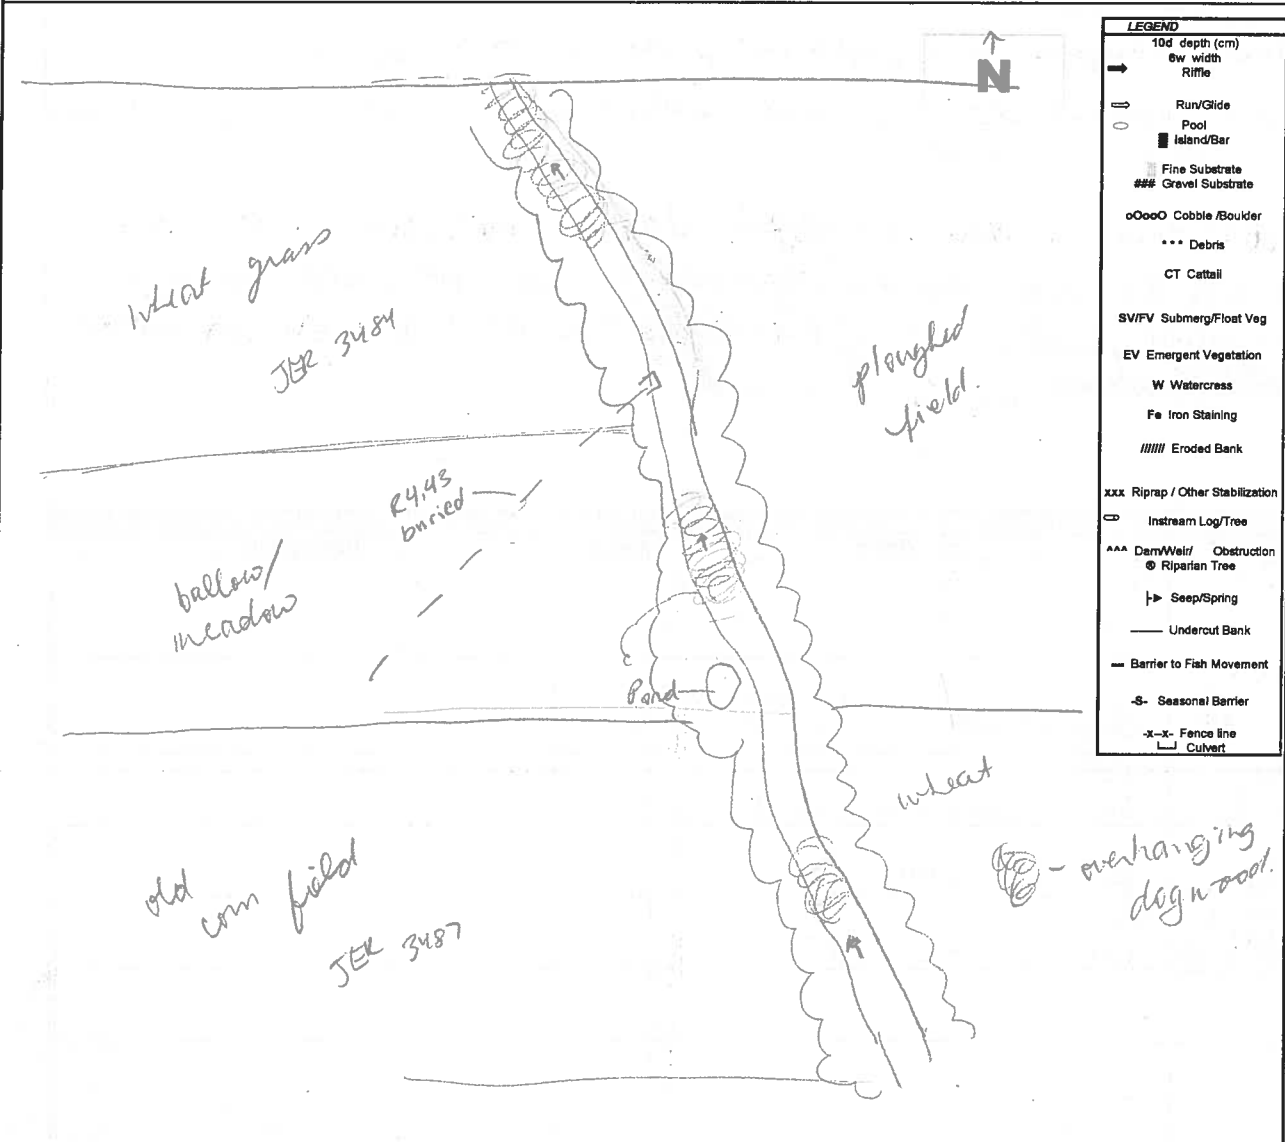 N
LEGEND
10d depth (cm)
6w width
Riffle
Run/Glide
Pool
Island/Bar
Fine Substrate
### Gravel Substrate
oOooO Cobble /Boulder
••• Debris
CT Cattail
SV/FV Submerg/Float Veg
EV Emergent Vegetation
W Watercress
Fe Iron Staining
/////// Eroded Bank
xxx Riprap / Other Stabilization
Instream Log/Tree
^^^ Dam/Weir/ Obstruction
® Riparian Tree
Seep/Spring
Undercut Bank
Barrier to Fish Movement
-S- Seasonal Barrier
-x--x- Fence line
Culvert
wheat grass
JER 3484
ploughed
field.
R4,43
buried
ballow/
meadow
Pond
wheat
old
corn field
JER 3487
- overhanging
dogwood.